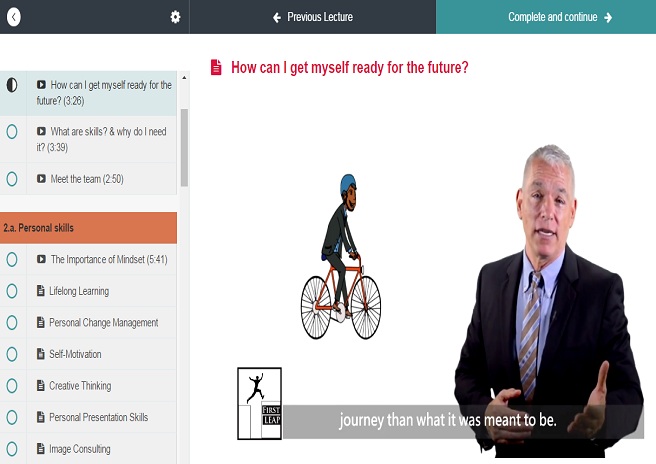 Previous Lecture
Complete and continue
How can I get myself ready for the
future? (3:26)
What are skills? & why do I need
it? (3:39)
Meet the team (2:50)
2.a. Personal skills
The Importance of Mindset (5:41)
Lifelong Learning
Personal Change Management
Self-Motivation
Creative Thinking
Personal Presentation Skills
Image Consulting
How can I get myself ready for the future?
FIRST
LEAP
journey than what it was meant to be.